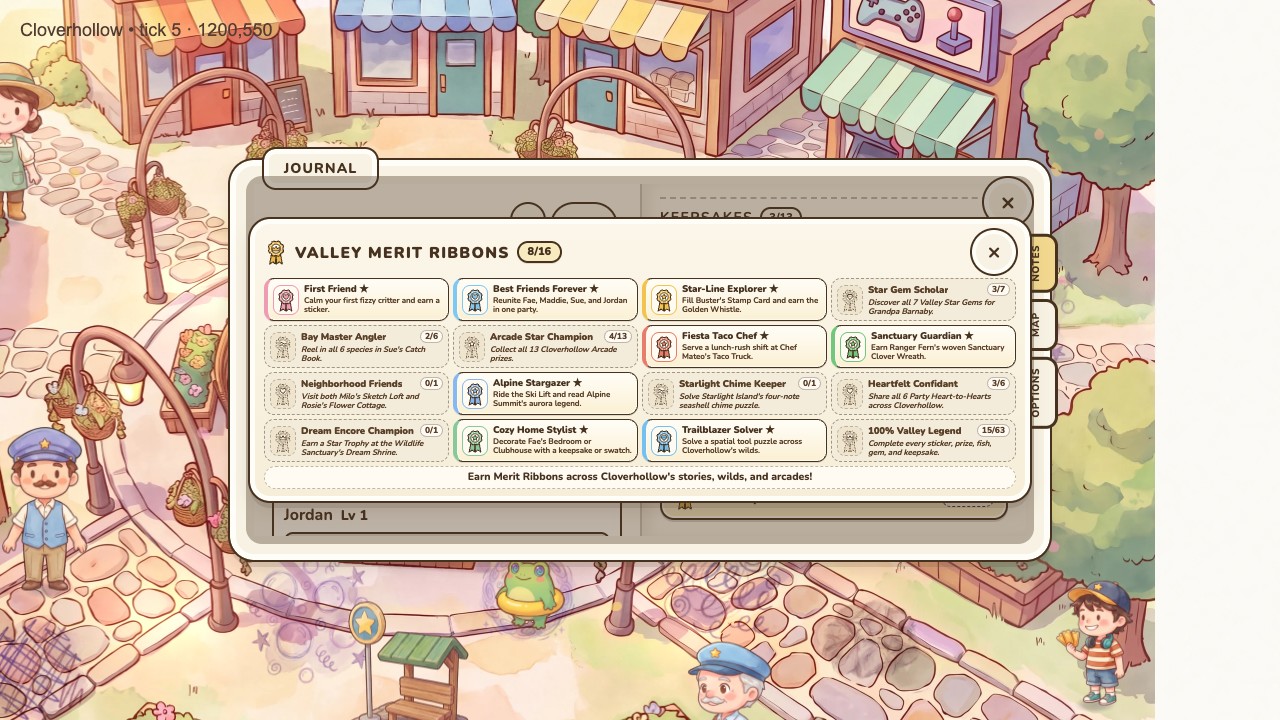 Cloverhollow • tick 5 · 1200,550
JOURNAL
KEEPSAKES 3/13
NOTES
MAP
OPTIONS
VALLEY MERIT RIBBONS 8/16
First Friend ★
Calm your first fizzy critter and earn a
sticker.
Best Friends Forever ★
Reunite Fae, Maddie, Sue, and Jordan
in one party.
Star-Line Explorer ★
Fill Buster's Stamp Card and earn the
Golden Whistle.
Star Gem Scholar 3/7
Discover all 7 Valley Star Gems for
Grandpa Barnaby.
Bay Master Angler 2/6
Reel in all 6 species in Sue's Catch
Book.
Arcade Star Champion 4/13
Collect all 13 Cloverhollow Arcade
prizes.
Fiesta Taco Chef ★
Serve a lunch-rush shift at Chef
Mateo's Taco Truck.
Sanctuary Guardian ★
Earn Ranger Fern's woven Sanctuary
Clover Wreath.
Neighborhood Friends 0/1
Visit both Milo's Sketch Loft and
Rosie's Flower Cottage.
Alpine Stargazer ★
Ride the Ski Lift and read Alpine
Summit's aurora legend.
Starlight Chime Keeper 0/1
Solve Starlight Island's four-note
seashell chime puzzle.
Heartfelt Confidant 3/6
Share all 6 Party Heart-to-Hearts
across Cloverhollow.
Dream Encore Champion 0/1
Earn a Star Trophy at the Wildlife
Sanctuary's Dream Shrine.
Cozy Home Stylist ★
Decorate Fae's Bedroom or
Clubhouse with a keepsake or swatch.
Trailblazer Solver ★
Solve a spatial tool puzzle across
Cloverhollow's wilds.
100% Valley Legend 15/63
Complete every sticker, prize, fish,
gem, and keepsake.
Earn Merit Ribbons across Cloverhollow's stories, wilds, and arcades!
Jordan Lv 1